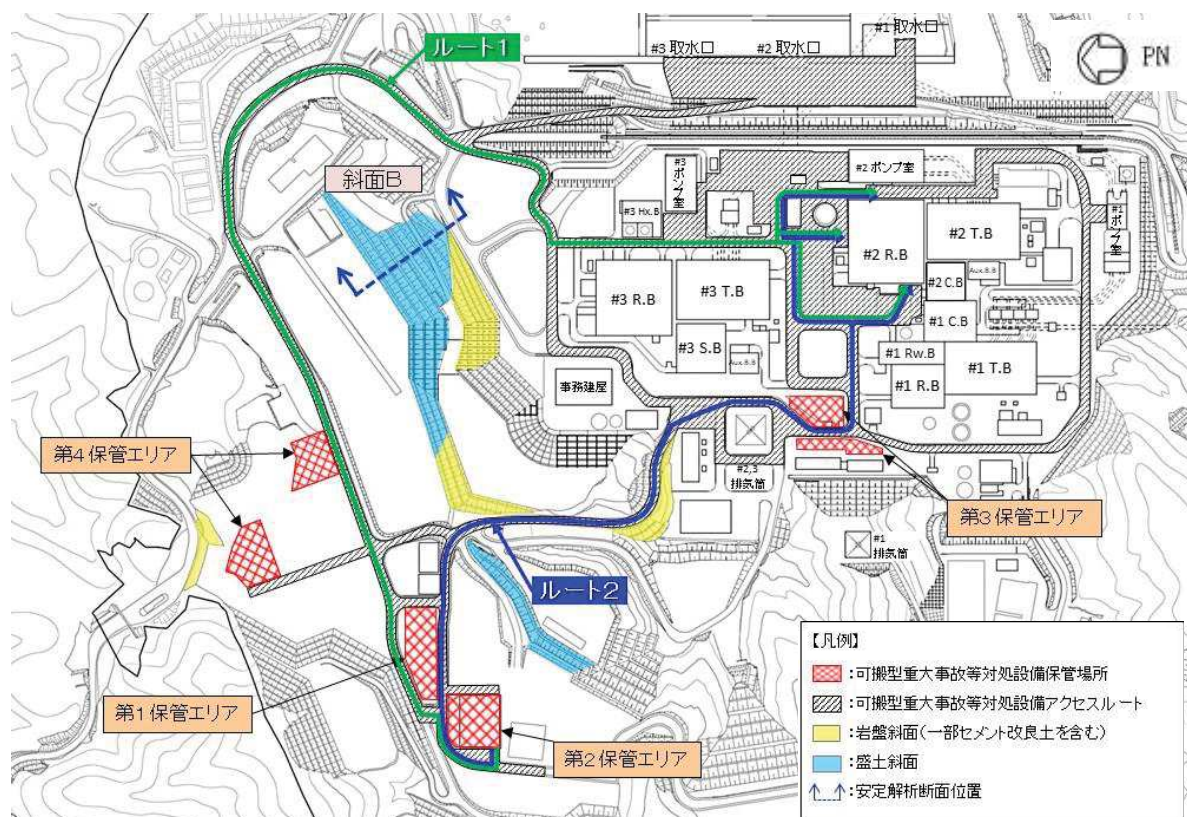 ルート1
#3 取水口
#2 取水口
#1 取水口
PN
斜面B
#3 ポンプ室
#2 ポンプ室
#1 ポンプ室
#3 Hx.B
#2 R.B
#2 T.B
Aux.B.B
#2 C.B
#3 R.B
#3 T.B
#1 C.B
#3 S.B
Aux.B.B
#1 Rw.B
#1 R.B
#1 T.B
事務建屋
第4保管エリア
#2,3
排気筒
第3保管エリア
#1
排気筒
ルート2
第1保管エリア
第2保管エリア
【凡例】
:可搬型重大事故等対処設備保管場所
:可搬型重大事故等対処設備アクセスルート
:岩盤斜面(一部セメント改良土を含む)
:盛土斜面
:安定解析断面位置